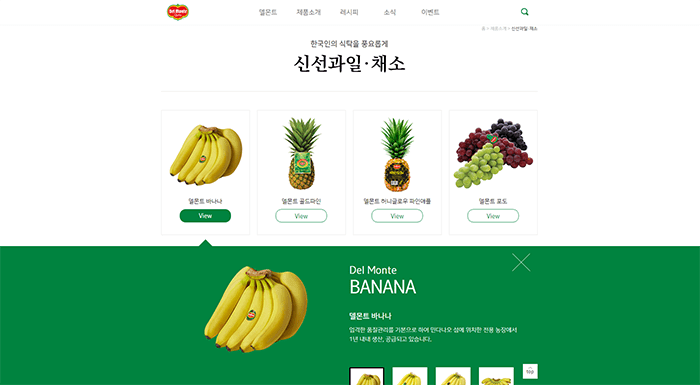 Del Monte
Quality
델몬트
제품소개
레시피
소식
이벤트
홈 > 제품소개 > 신선과일·채소
한국인의 식탁을 풍요롭게
신선과일·채소
델몬트 바나나
View
델몬트 골드파인
View
델몬트 허니글로우 파인애플
View
델몬트 포도
View
Del Monte
BANANA
델몬트 바나나
엄격한 품질관리를 기본으로 하여 민다나오 섬에 위치한 전용 농장에서
1년 내내 생산, 공급되고 있습니다.
Top